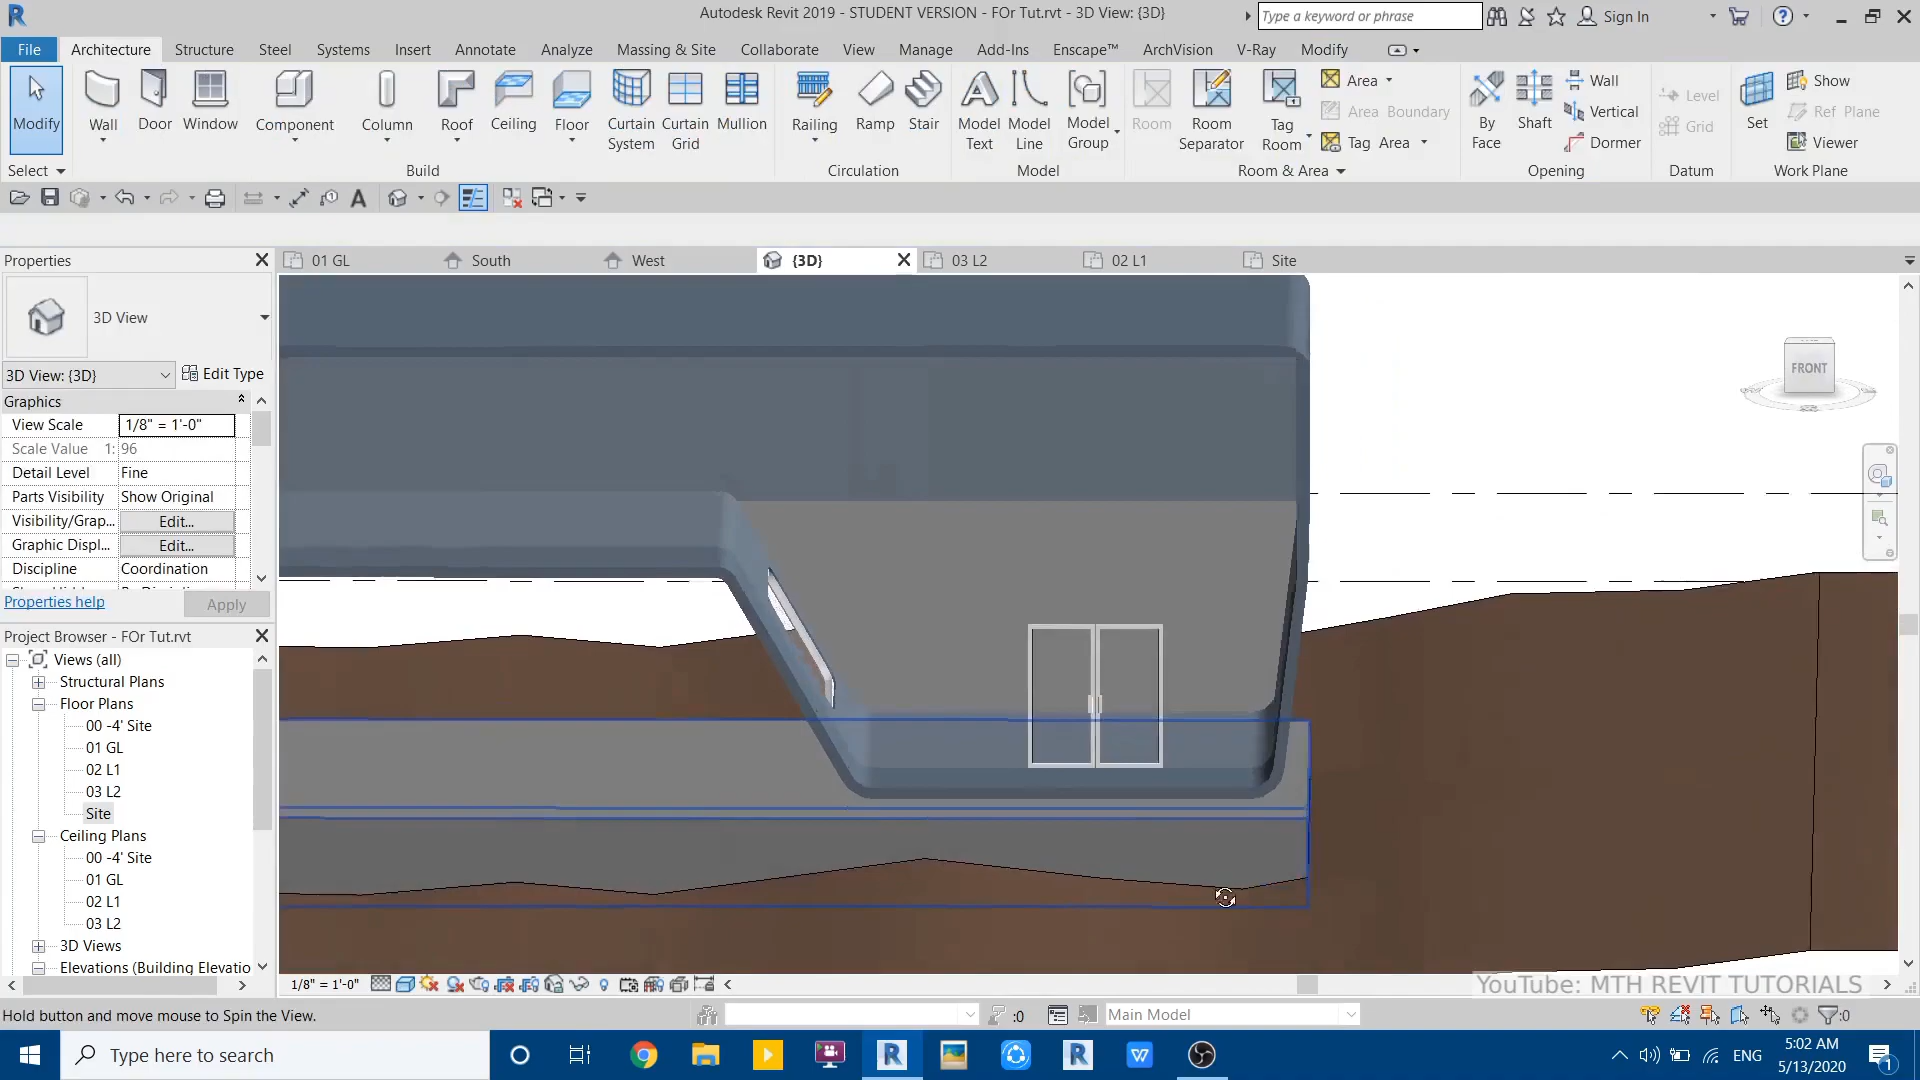 Autodesk Revit 2019 - STUDENT VERSION - FOr Tut.rvt - 3D View: {3D}
Type a keyword or phrase
Sign In
File Architecture Structure Steel Systems Insert Annotate Analyze Massing & Site Collaborate View Manage Add-Ins Enscape™ ArchVision V-Ray Modify
Modify Wall Door Window Component Column Roof Ceiling Floor Curtain System Curtain Grid Mullion Railing Ramp Stair Model Text Model Line Model Group Room Room Separator Tag Room
Area
Area Boundary
Tag Area
By Face Shaft
Wall
Vertical
Dormer
Level
Grid
Set
Show
Ref Plane
Viewer
Select Build Circulation Model Room & Area Opening Datum Work Plane
Properties
01 GL South West {3D} 03 L2 02 L1 Site
3D View
3D View: {3D} Edit Type
Graphics
View Scale 1/8" = 1'-0"
Scale Value 1: 96
Detail Level Fine
Parts Visibility Show Original
Visibility/Grap... Edit...
Graphic Displ... Edit...
Discipline Coordination
Properties help Apply
Project Browser - FOr Tut.rvt
Views (all)
Structural Plans
Floor Plans
00 -4' Site
01 GL
02 L1
03 L2
Site
Ceiling Plans
00 -4' Site
01 GL
02 L1
03 L2
3D Views
Elevations (Building Elevatio
FRONT
1/8" = 1'-0"
YouTube: MTH REVIT TUTORIALS
Hold button and move mouse to Spin the View.
:0
Main Model
:0
Type here to search
ENG
5:02 AM
5/13/2020
1